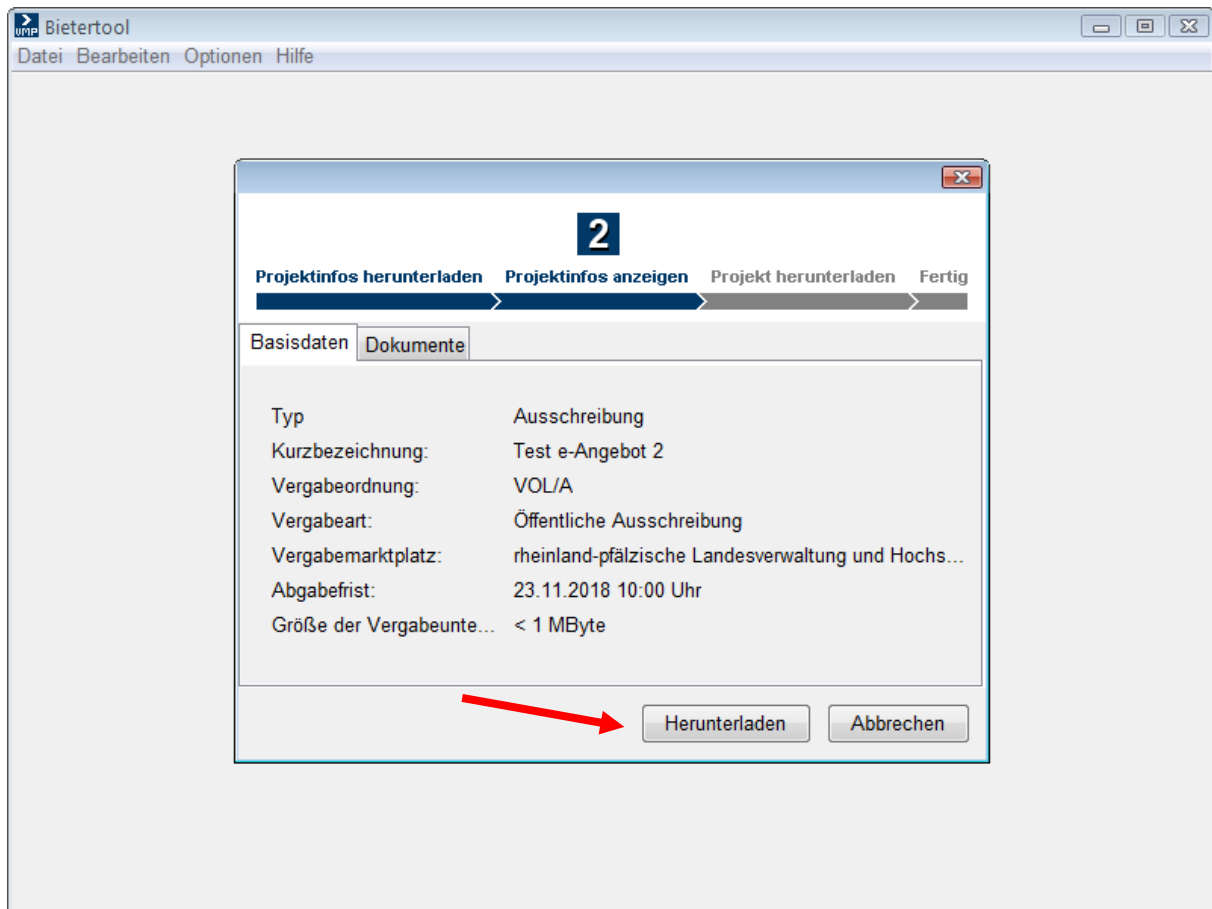 VMP Bietertool
Datei Bearbeiten Optionen Hilfe
2
Projektinfos herunterladen Projektinfos anzeigen Projekt herunterladen Fertig
Basisdaten Dokumente
Typ Ausschreibung
Kurzbezeichnung: Test e-Angebot 2
Vergabeordnung: VOL/A
Vergabeart: Öffentliche Ausschreibung
Vergabemarktplatz: rheinland-pfälzische Landesverwaltung und Hochs...
Abgabefrist: 23.11.2018 10:00 Uhr
Größe der Vergabeunte... < 1 MByte
Herunterladen Abbrechen